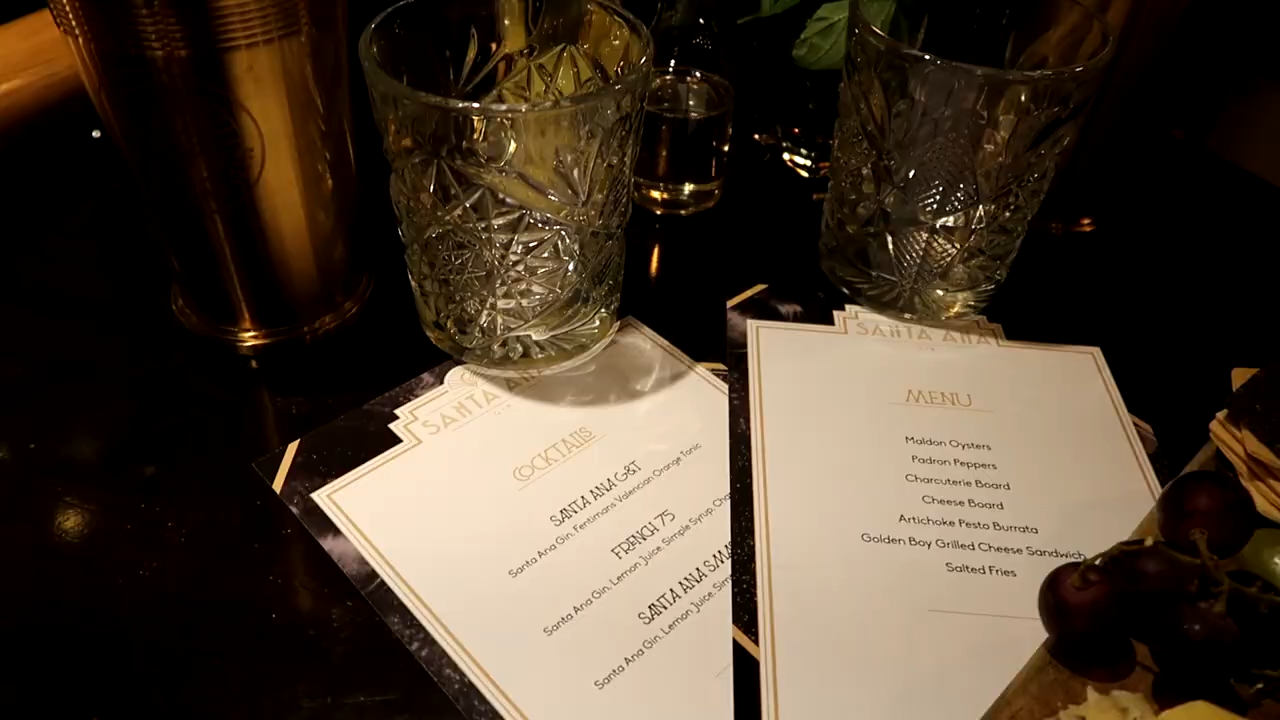 SANTA ANA
COCKTAILS
SANTA ANA G&T
Santa Ana Gin, Fentimans Valencian Orange Tonic
FRENCH 75
Santa Ana Gin, Lemon Juice, Simple Syrup,
SANTA ANA
Santa Ana Gin, Lemon Juice,
SANTA ANA
GIN
MENU
Maldon Oysters
Padron Peppers
Charcuterie Board
Cheese Board
Artichoke Pesto Burrata
Golden Boy Grilled Cheese Sandwich
Salted Fries